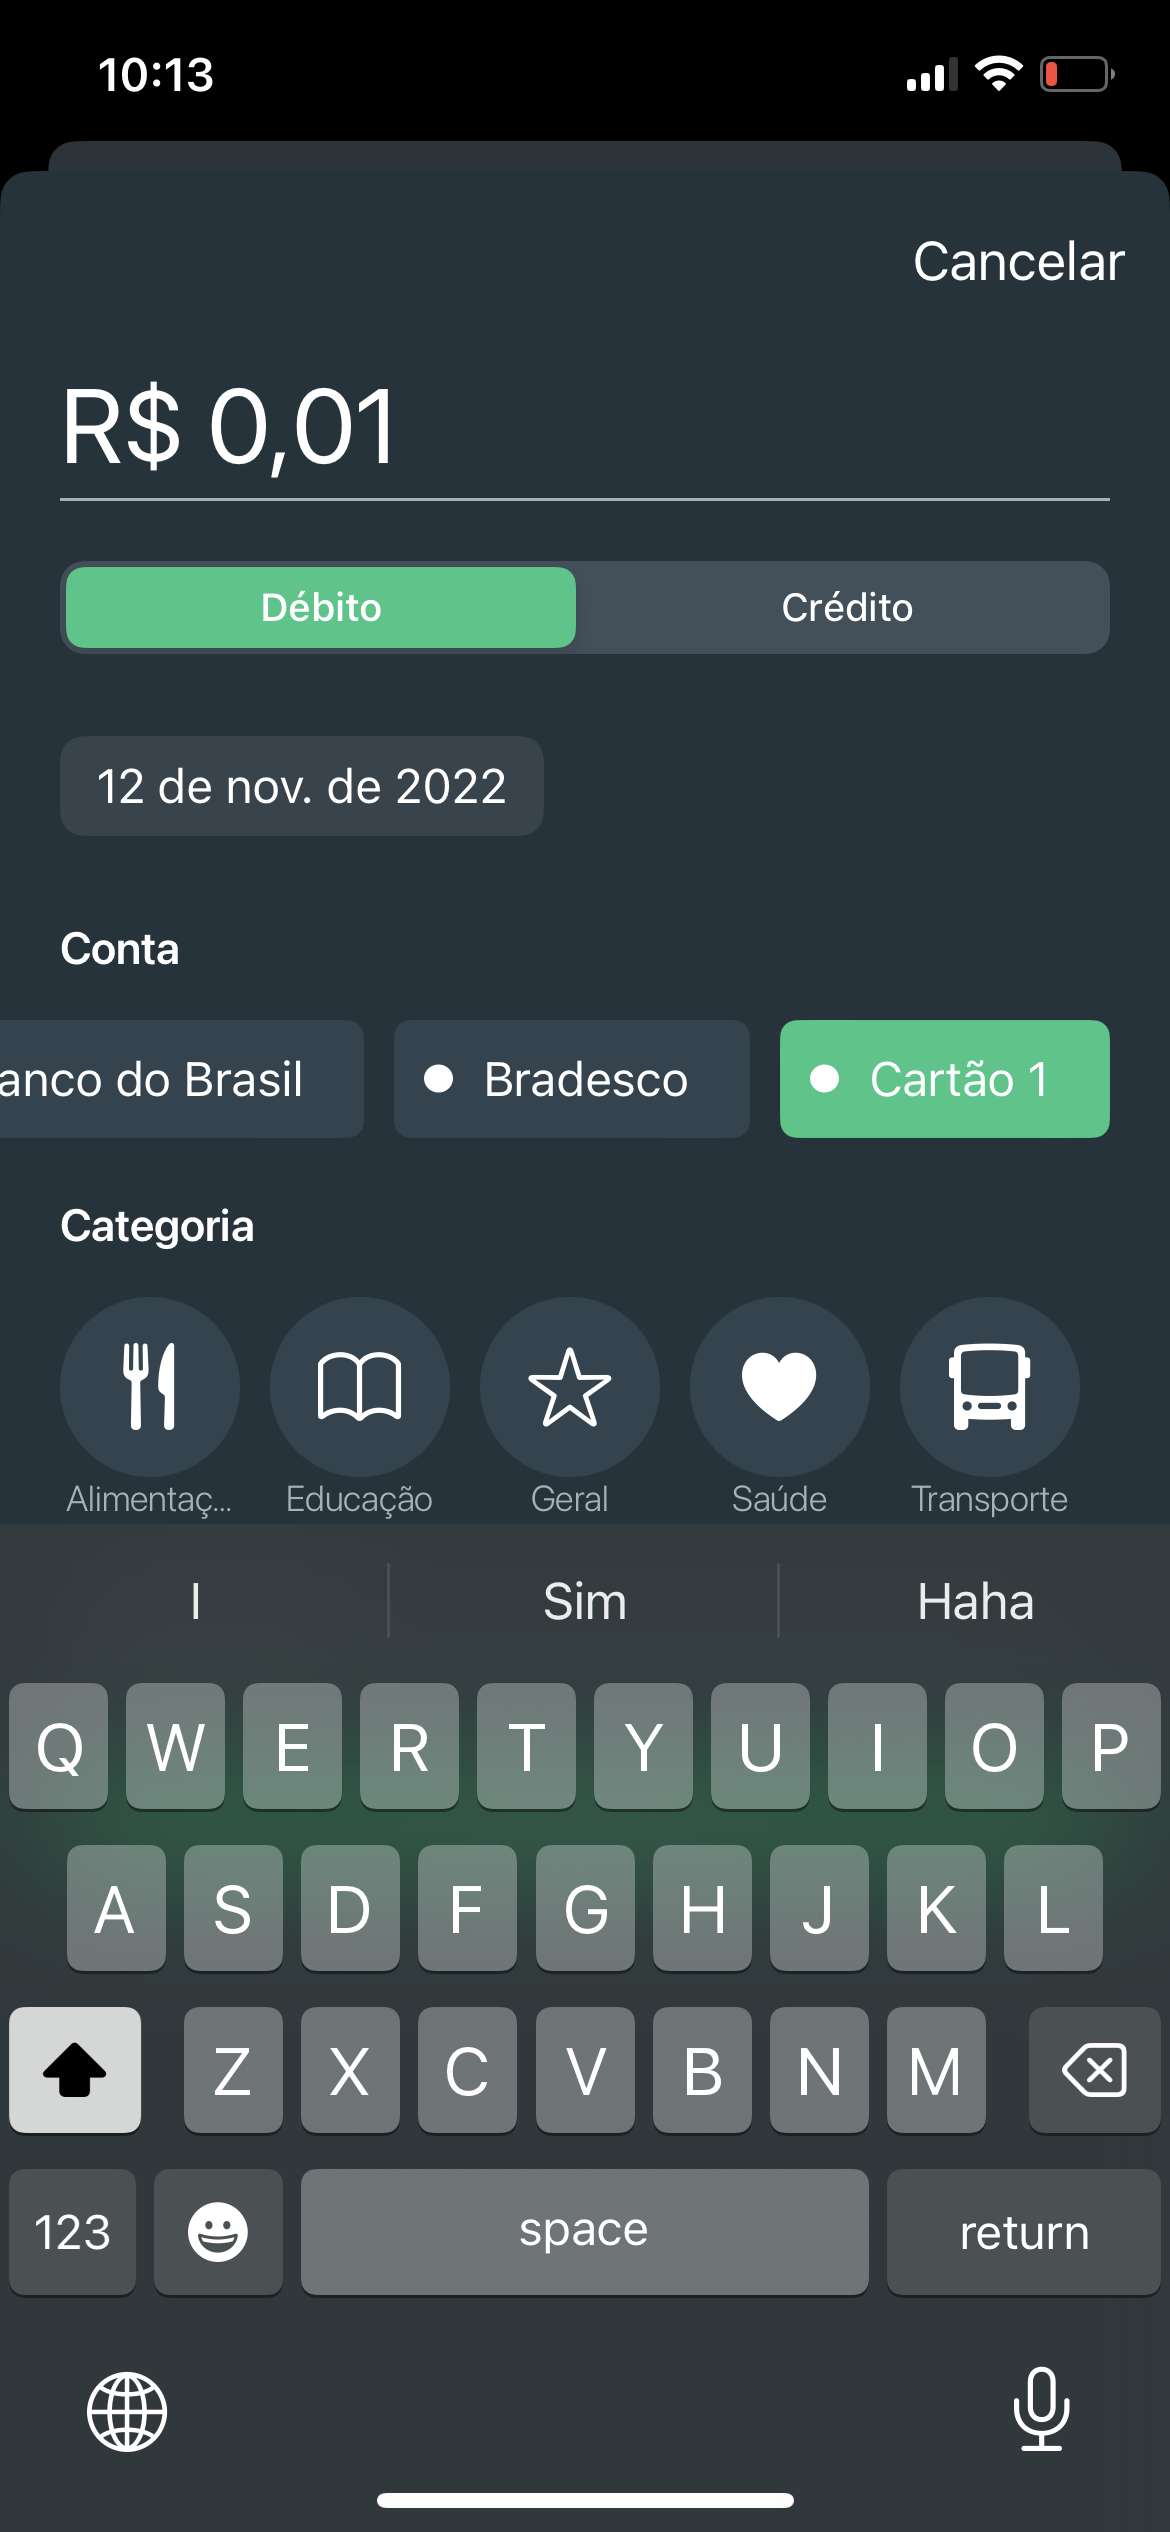 10:13
Cancelar
R$ 0,01
Débito Crédito
12 de nov. de 2022
Conta
anco do Brasil Bradesco Cartão 1
Categoria
Alimentaç... Educação Geral Saúde Transporte
I Sim Haha
Q W E R T Y U I O P
A S D F G H J K L
Z X C V B N M
123 space return